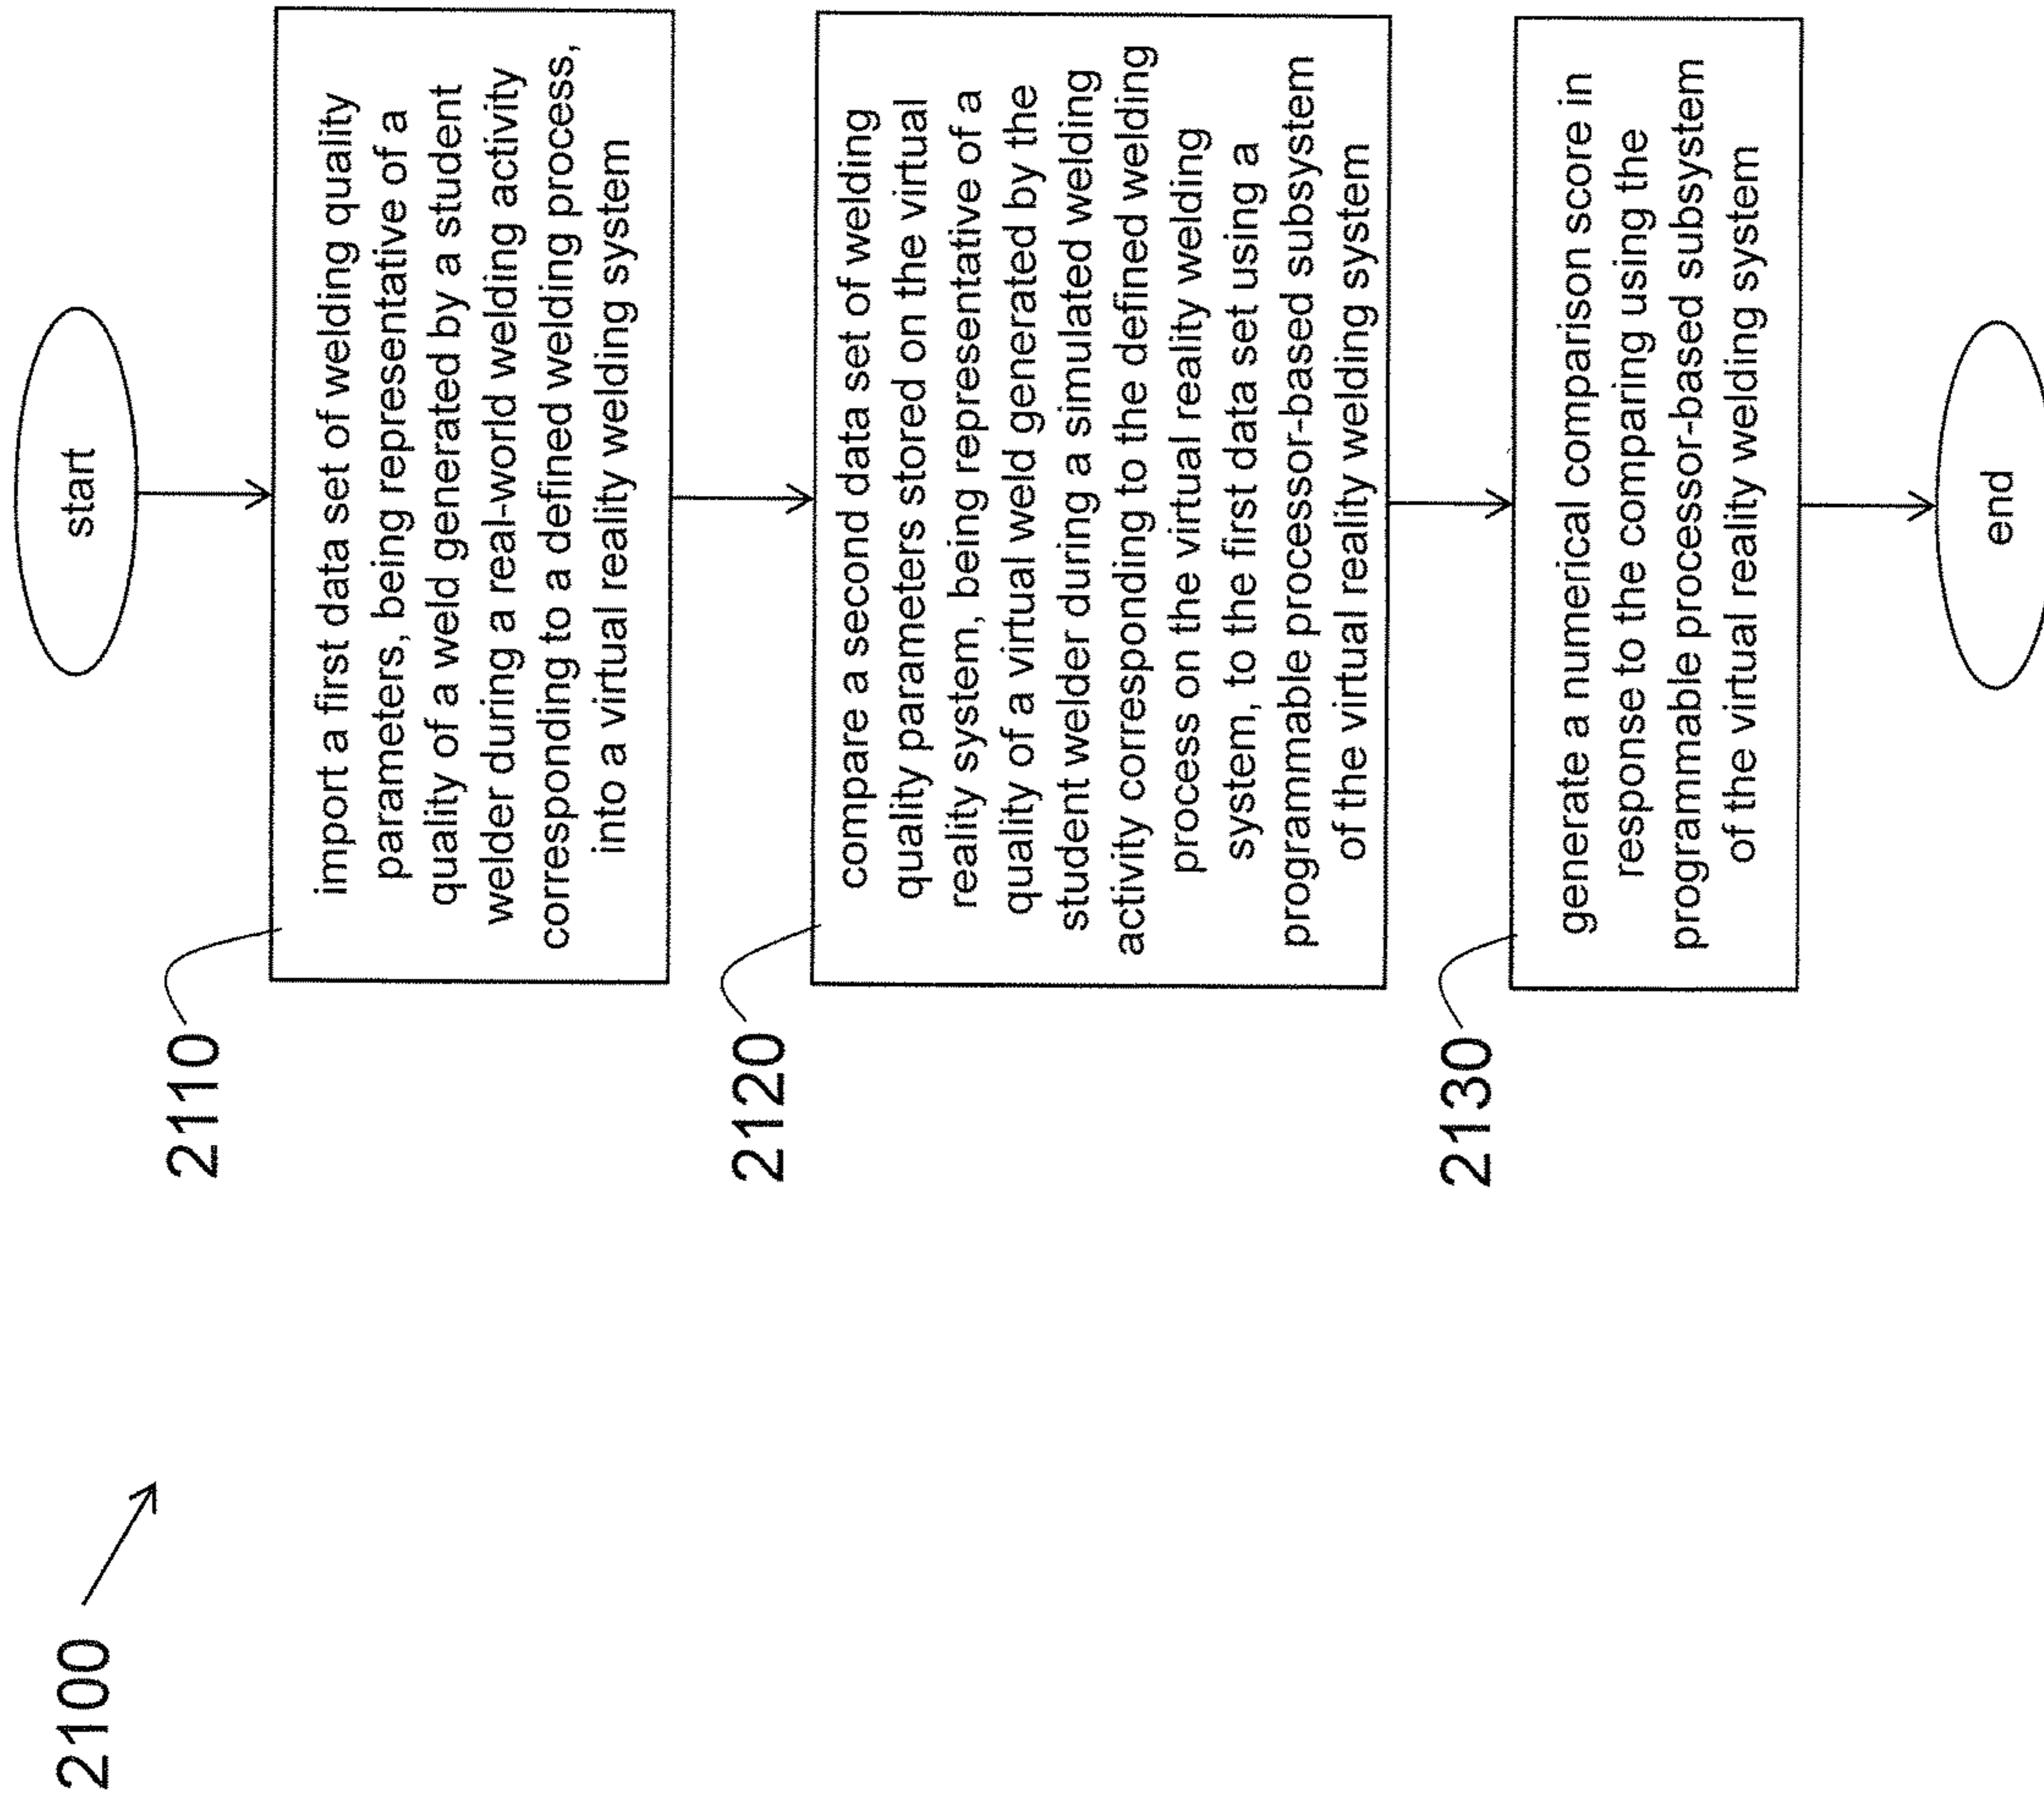 2100
start
2110
import a first data set of welding quality
parameters, being representative of a
quality of a weld generated by a student
welder during a real-world welding activity
corresponding to a defined welding process,
into a virtual reality welding system
2120
compare a second data set of welding
quality parameters stored on the virtual
reality system, being representative of a
quality of a virtual weld generated by the
student welder during a simulated welding
activity corresponding to the defined welding
process on the virtual reality welding
system, to the first data set using a
programmable processor-based subsystem
of the virtual reality welding system
2130
generate a numerical comparison score in
response to the comparing using the
programmable processor-based subsystem
of the virtual reality welding system
end